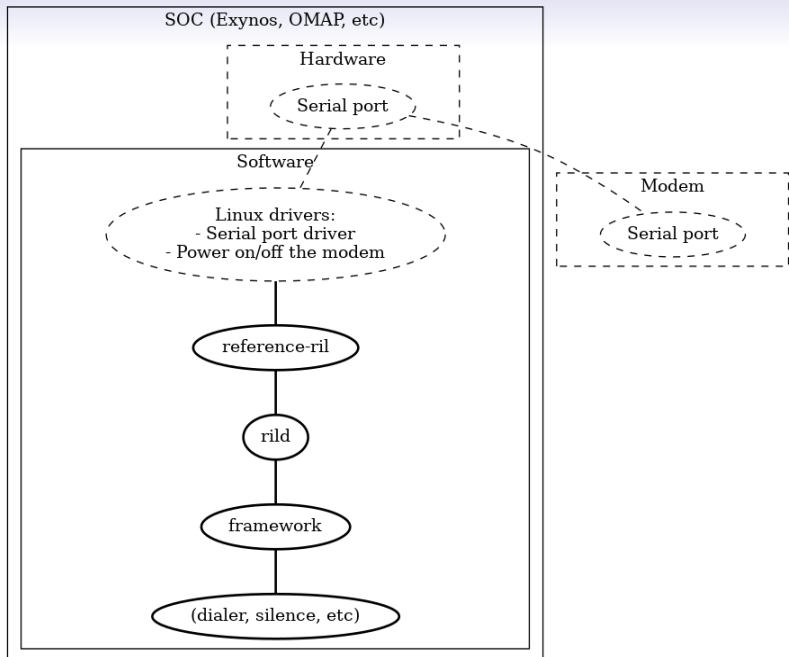 SOC (Exynos, OMAP, etc)
Hardware
Serial port
Software
Modem
Serial port
Linux drivers:
- Serial port driver
- Power on/off the modem
reference-ril
rild
framework
(dialer, silence, etc)